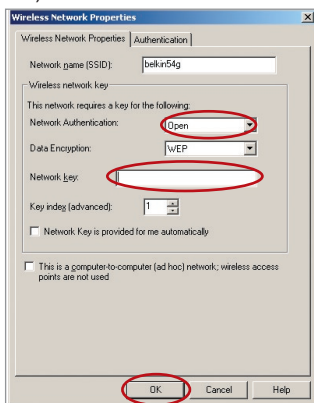 Wireless Network Properties
Wireless Network Properties Authentication
Network name (SSID): belkin54g
Wireless network key
This network requires a key for the following:
Network Authentication: Open
Data Encryption: WEP
Network key:
Key index (advanced): 1
Network Key is provided for me automatically
This is a computer-to-computer (ad hoc) network; wireless access
points are not used
OK Cancel Help